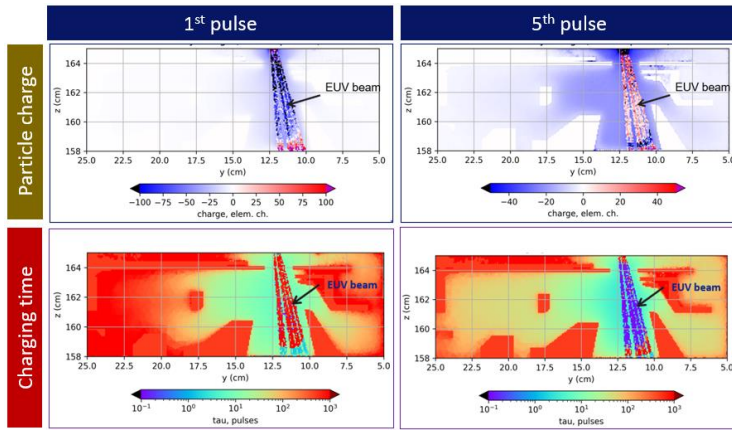 1st pulse
5th pulse
Particle charge
164
162
160
158
z (cm)
EUV beam
25.0 22.5 20.0 17.5 15.0 12.5 10.0 7.5 5.0
y (cm)
−100 −75 −50 −25 0 25 50 75 100
charge, elem. ch.
164
162
160
158
z (cm)
EUV beam
25.0 22.5 20.0 17.5 15.0 12.5 10.0 7.5 5.0
y (cm)
−40 −20 0 20 40
charge, elem. ch.
Charging time
164
162
160
158
z (cm)
EUV beam
25.0 22.5 20.0 17.5 15.0 12.5 10.0 7.5 5.0
y (cm)
10−1 100 101 102 103
tau, pulses
164
162
160
158
z (cm)
EUV beam
25.0 22.5 20.0 17.5 15.0 12.5 10.0 7.5 5.0
y (cm)
10−1 100 101 102 103
tau, pulses